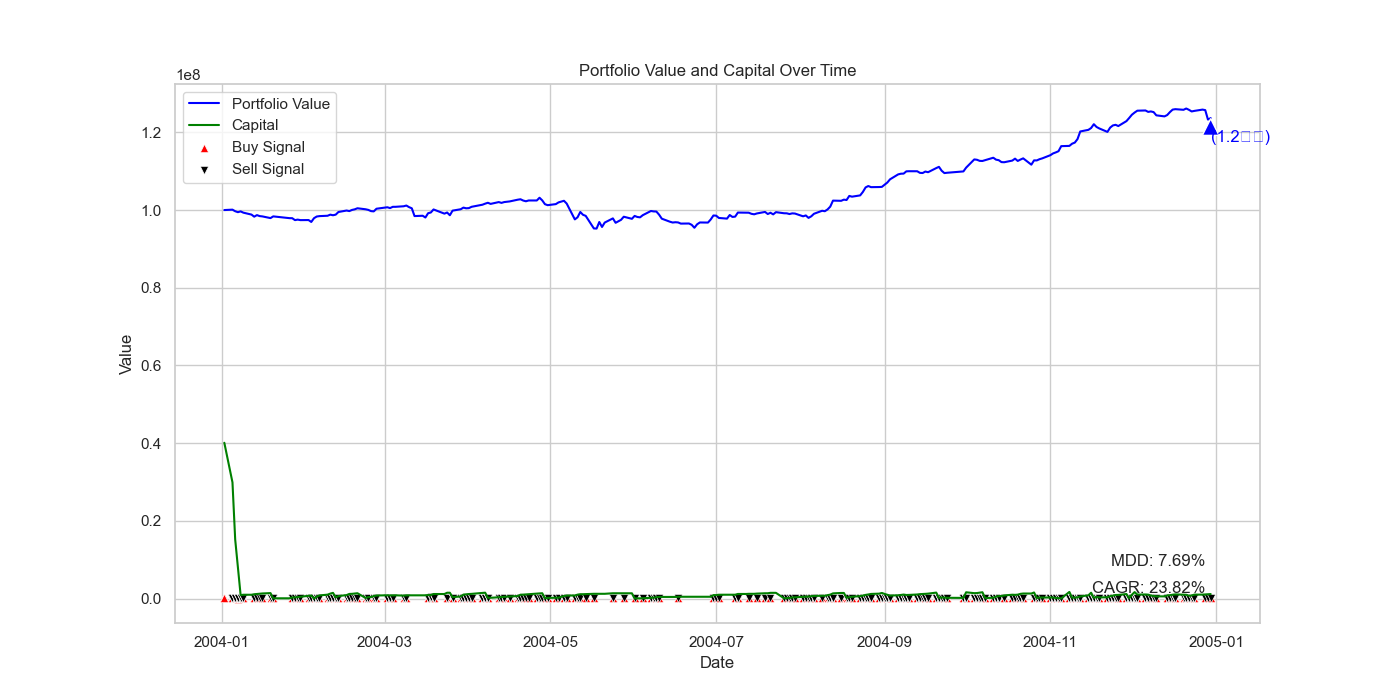 Portfolio Value and Capital Over Time
1e8
Portfolio Value
Capital
Buy Signal
Sell Signal
(1.2□□)
1.2
1.0
0.8
0.6
0.4
0.2
0.0
Value
MDD: 7.69%
CAGR: 23.82%
2004-01
2004-03
2004-05
2004-07
2004-09
2004-11
2005-01
Date